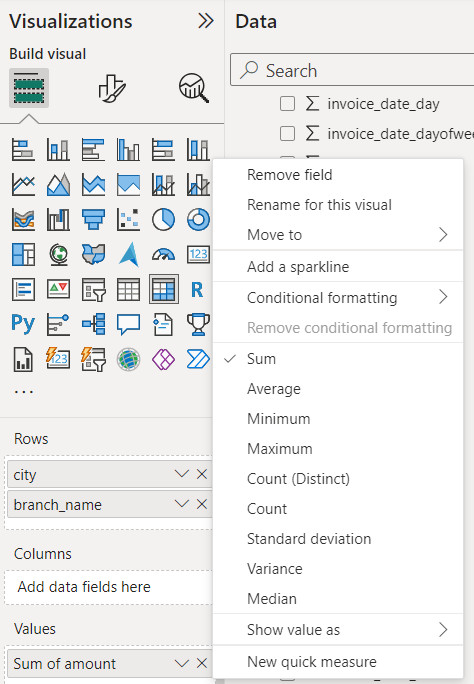 Visualizations
Data
Build visual
Search
invoice_date_day
invoice_date_dayofwee
123
R
Py
123
...
Rows
city
branch_name
Columns
Add data fields here
Values
Sum of amount
Remove field
Rename for this visual
Move to
Add a sparkline
Conditional formatting
Remove conditional formatting
Sum
Average
Minimum
Maximum
Count (Distinct)
Count
Standard deviation
Variance
Median
Show value as
New quick measure